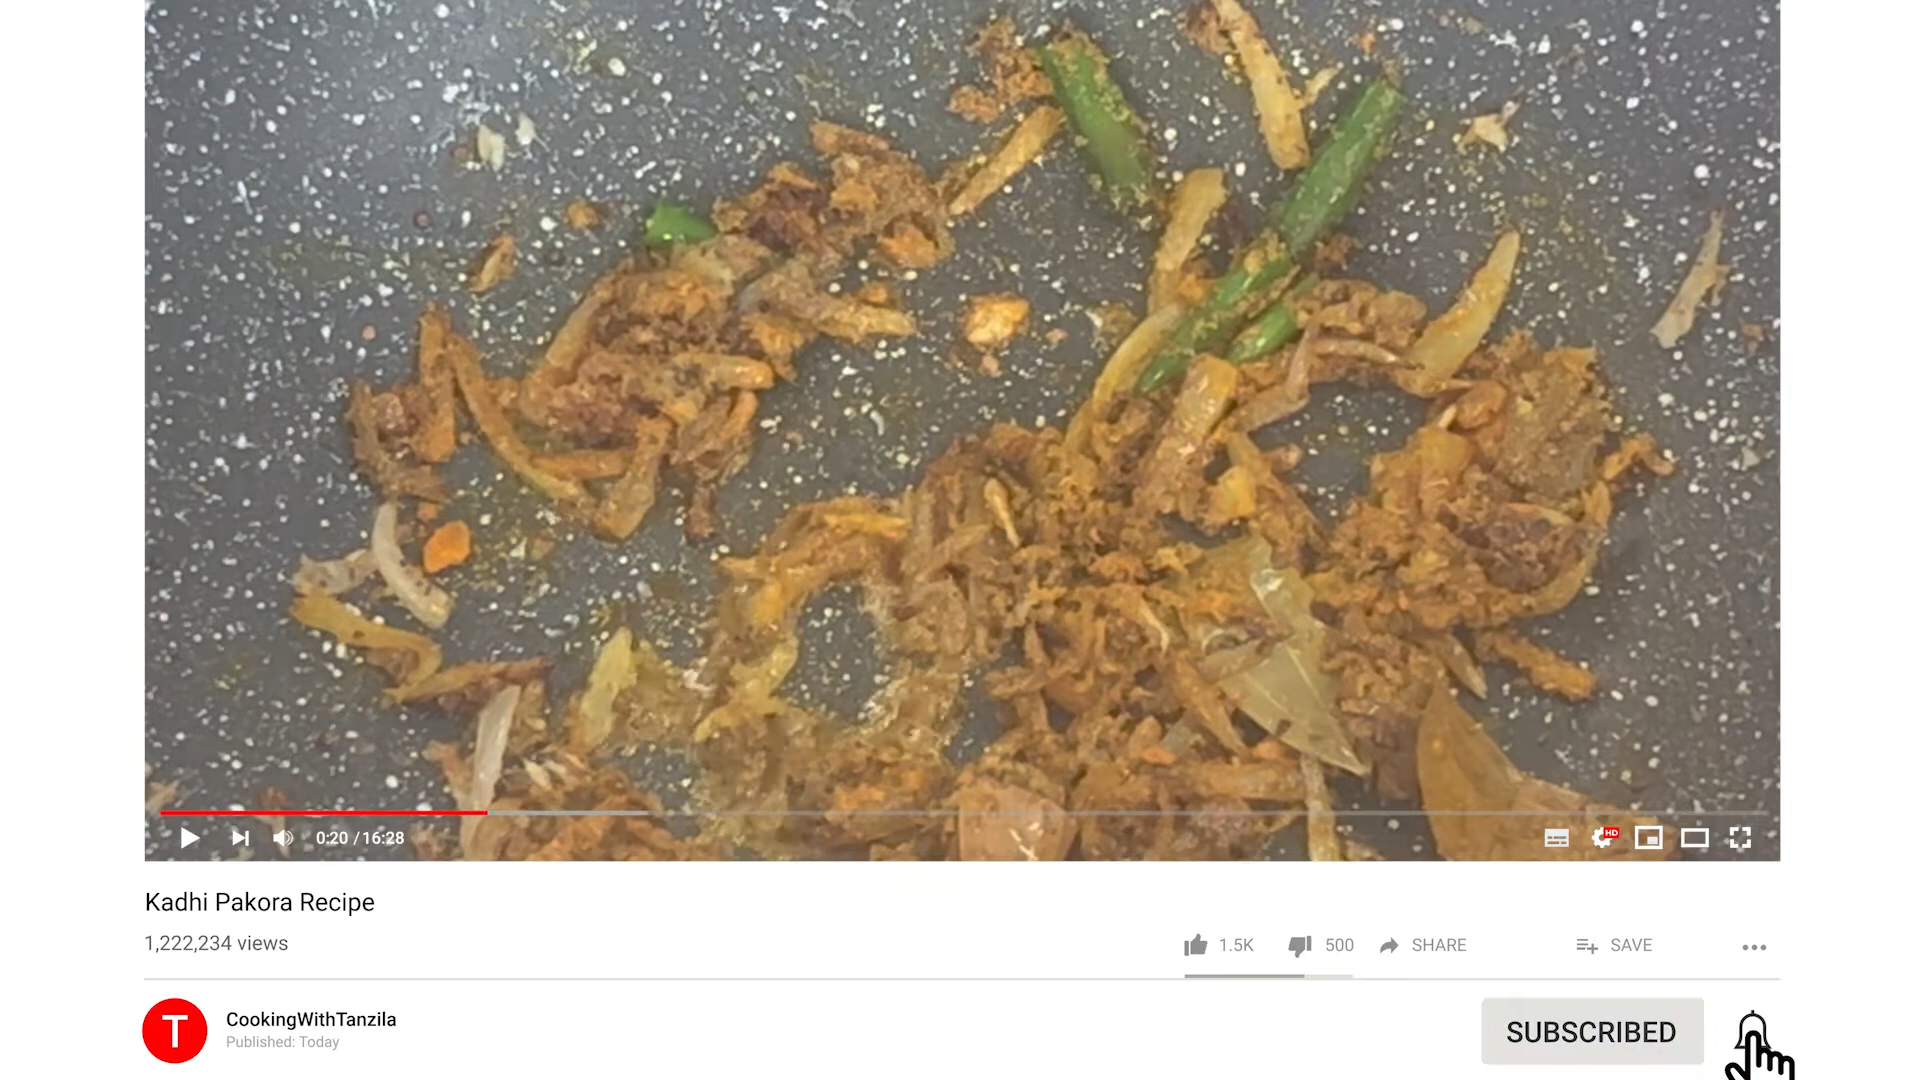 0:20 / 16:28
HD
Kadhi Pakora Recipe
1,222,234 views
1.5K
500
SHARE
SAVE
T
CookingWithTanzila
Published: Today
SUBSCRIBED